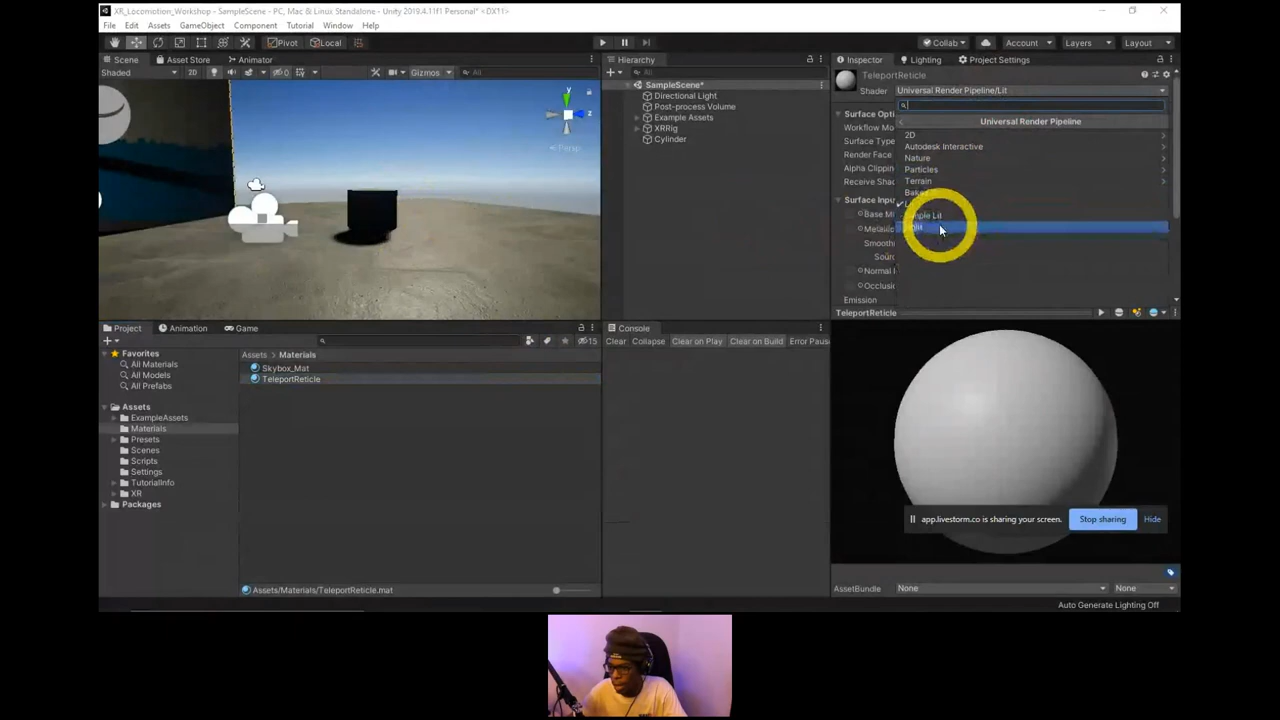 XR_Locomotion_Workshop - SampleScene - PC, Mac & Linux Standalone - Unity 2019.4.11f1 Personal* <DX11>
File Edit Assets GameObject Component Tutorial Window Help
Pivot Local Collab Account Layers Layout
Scene Asset Store Animator
Shaded Gizmos All
y
z
Persp
Hierarchy
All
SampleScene*
Directional Light
Post-process Volume
Example Assets
XRRig
Cylinder
Inspector Lighting Project Settings
TeleportReticle
Shader Universal Render Pipeline/Lit
Universal Render Pipeline
2D
Autodesk Interactive
Nature
Particles
Terrain
Surface Opti
Workflow Mo
Surface Type
Render Face
Alpha Clippin
Receive Shad
Surface Inpu
Base M
Metallic
Smooth
Sourc
Normal
Occlusi
Emission
TeleportReticle
Project Animation Game
Favorites
All Materials
All Models
All Prefabs
Assets
ExampleAssets
Materials
Presets
Scenes
Scripts
Settings
TutorialInfo
XR
Packages
15
Assets > Materials
Skybox_Mat
TeleportReticle
Assets/Materials/TeleportReticle.mat
Console
Clear Collapse Clear on Play Clear on Build Error Paus
app.livestorm.co is sharing your screen. Stop sharing Hide
AssetBundle None None
Auto Generate Lighting Off